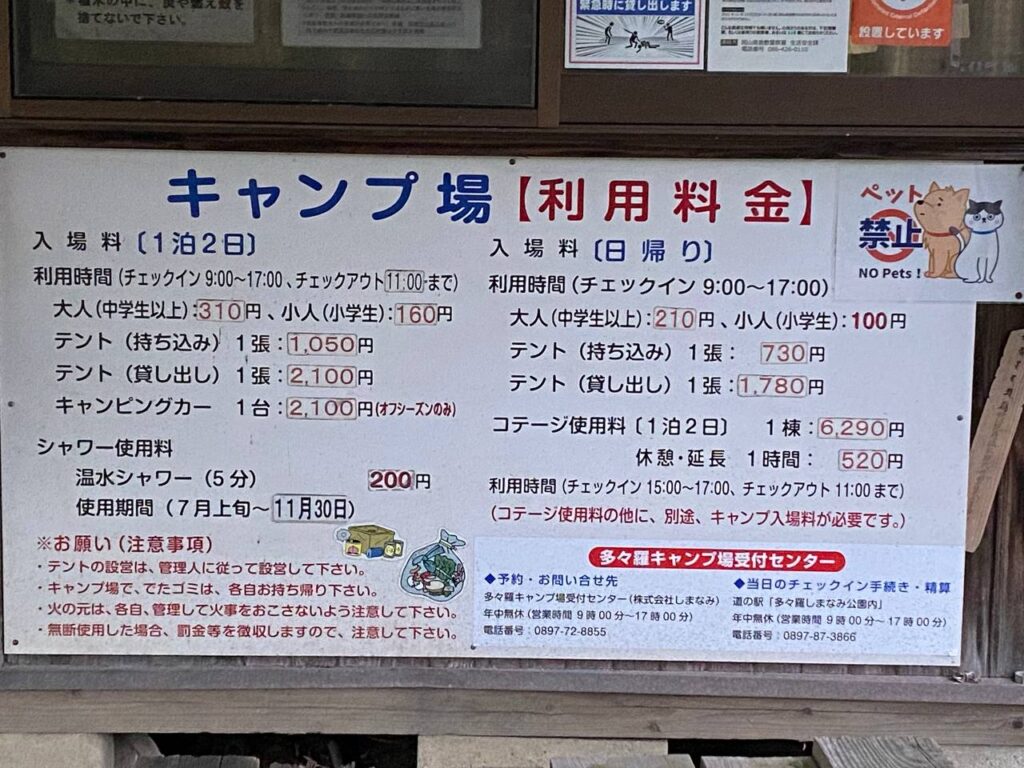 捨てないで下さい。
緊急時に貸し出します
設置しています
キャンプ場【利用料金】
ペット
禁止
NO Pets！
入場料〔1泊2日〕
利用時間(チェックイン 9:00～17:00、チェックアウト11:00まで)
大人(中学生以上):310円、小人(小学生):160円
テント（持ち込み）1張：1,050円
テント（貸し出し）1張：2,100円
キャンピングカー 1台：2,100円(オフシーズンのみ)
シャワー使用料
温水シャワー（5分） 200円
使用期間（7月上旬～11月30日）
※お願い（注意事項）
・テントの設営は、管理人に従って設営して下さい。
・キャンプ場で、でたゴミは、各自お持ち帰り下さい。
・火の元は、各自、管理して火事をおこさないよう注意して下さい。
・無断使用した場合、罰金等を徴収しますので、注意して下さい。
入場料〔日帰り〕
利用時間(チェックイン 9:00～17:00)
大人(中学生以上):210円、小人(小学生):100円
テント（持ち込み）1張： 730円
テント（貸し出し）1張：1,780円
コテージ使用料〔1泊2日〕 1棟：6,290円
休憩・延長 1時間： 520円
利用時間(チェックイン 15:00～17:00、チェックアウト 11:00まで)
(コテージ使用料の他に、別途、キャンプ入場料が必要です。)
多々羅キャンプ場受付センター
◆予約・お問い合せ先
多々羅キャンプ場受付センター(株式会社しまなみ)
年中無休(営業時間 9時00分～17時00分)
電話番号：0897-72-8855
◆当日のチェックイン手続き・精算
道の駅「多々羅しまなみ公園内」
年中無休(営業時間 9時00分～17時00分)
電話番号：0897-87-3866